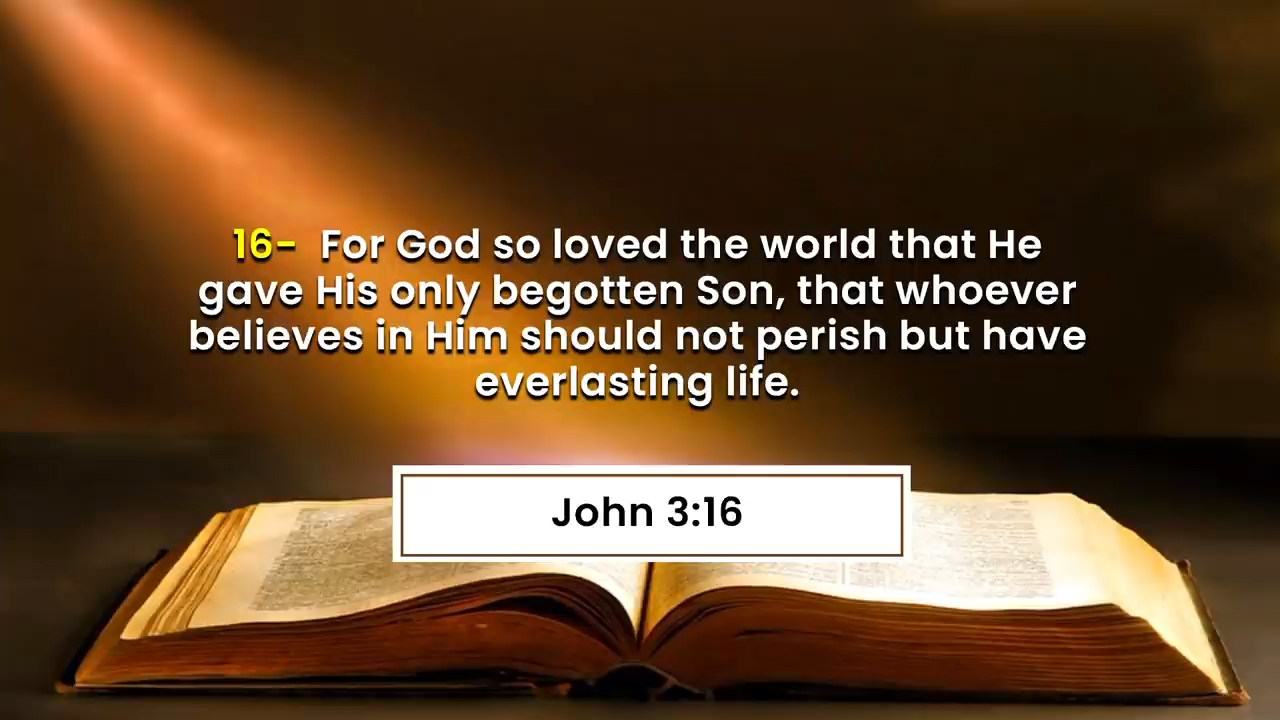 16- For God so loved the world that He
gave His only begotten Son, that whoever
believes in Him should not perish but have
everlasting life.
John 3:16